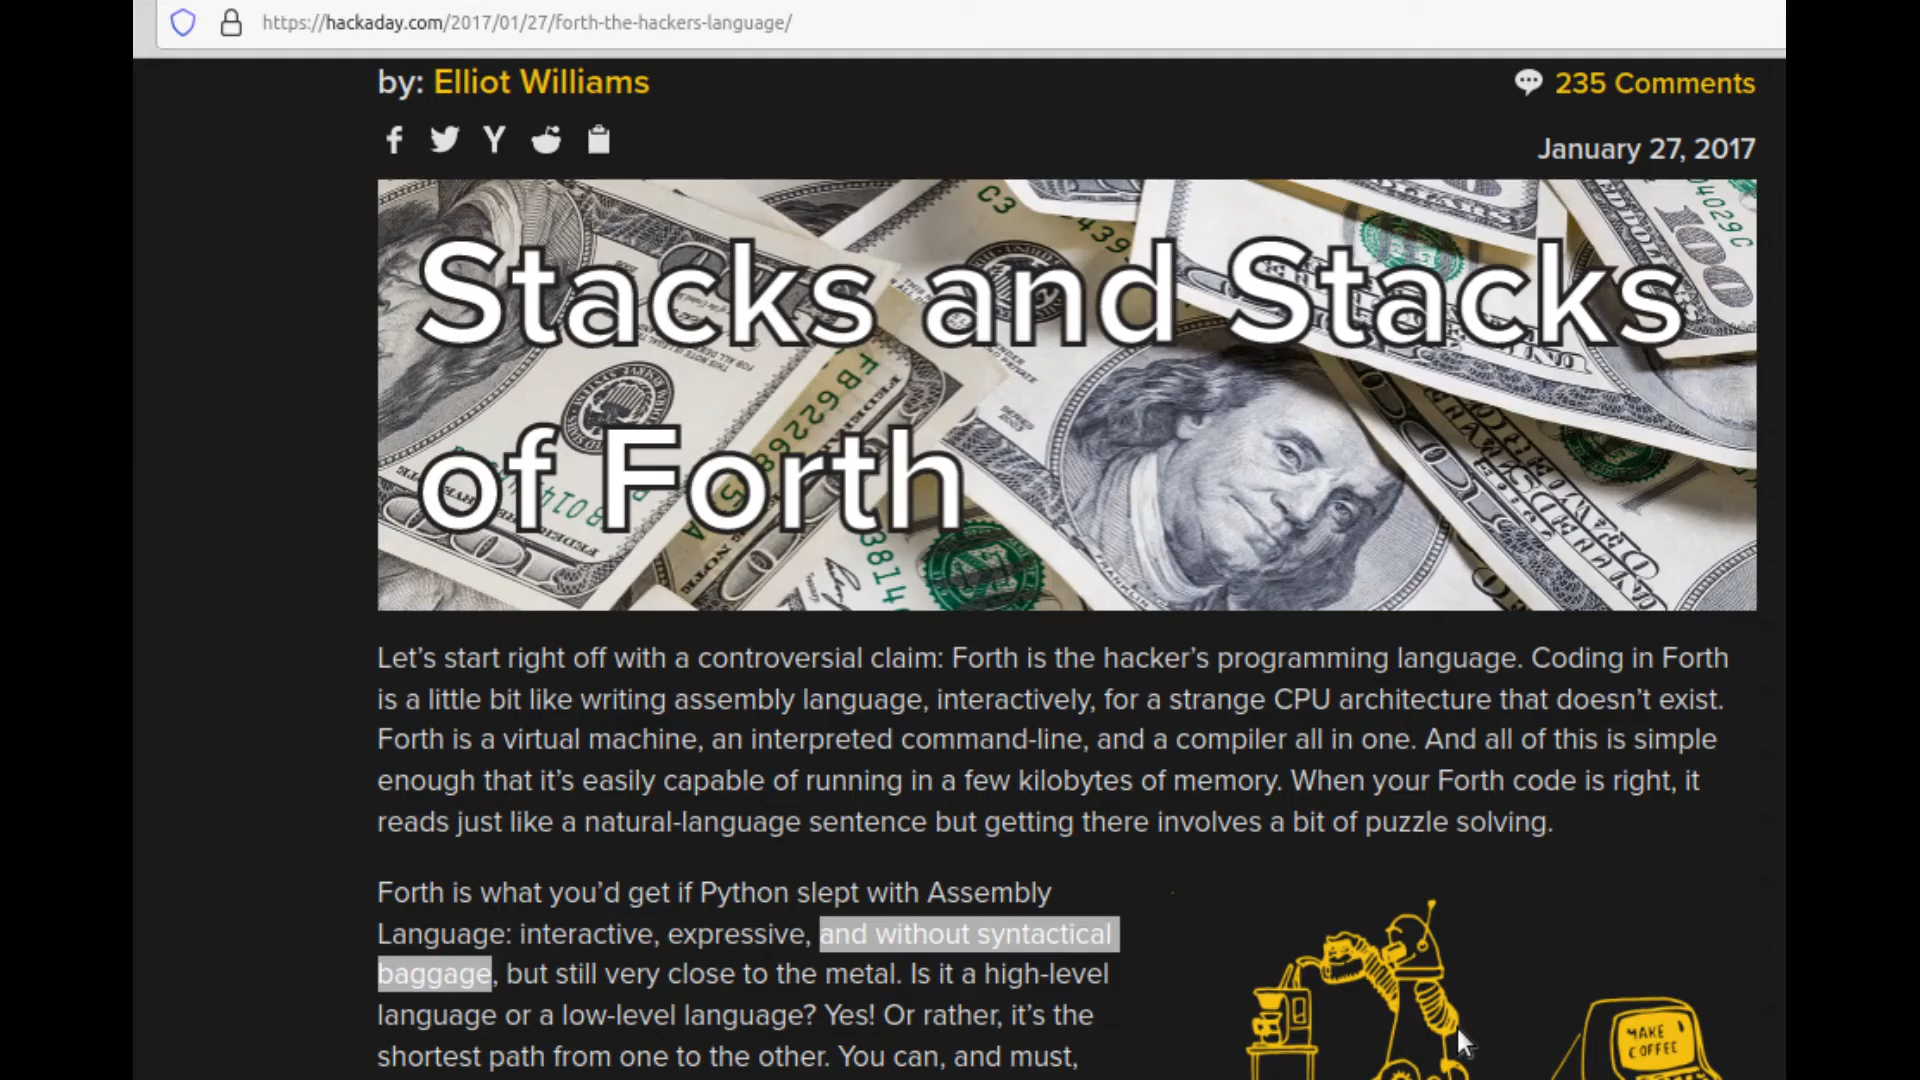 https://hackaday.com/2017/01/27/forth-the-hackers-language/
by: Elliot Williams
235 Comments
January 27, 2017
Stacks and Stacks
of Forth
Let’s start right off with a controversial claim: Forth is the hacker’s programming language. Coding in Forth
is a little bit like writing assembly language, interactively, for a strange CPU architecture that doesn’t exist.
Forth is a virtual machine, an interpreted command-line, and a compiler all in one. And all of this is simple
enough that it’s easily capable of running in a few kilobytes of memory. When your Forth code is right, it
reads just like a natural-language sentence but getting there involves a bit of puzzle solving.
Forth is what you’d get if Python slept with Assembly
Language: interactive, expressive, and without syntactical
baggage, but still very close to the metal. Is it a high-level
language or a low-level language? Yes! Or rather, it’s the
shortest path from one to the other. You can, and must,
MAKE
COFFEE